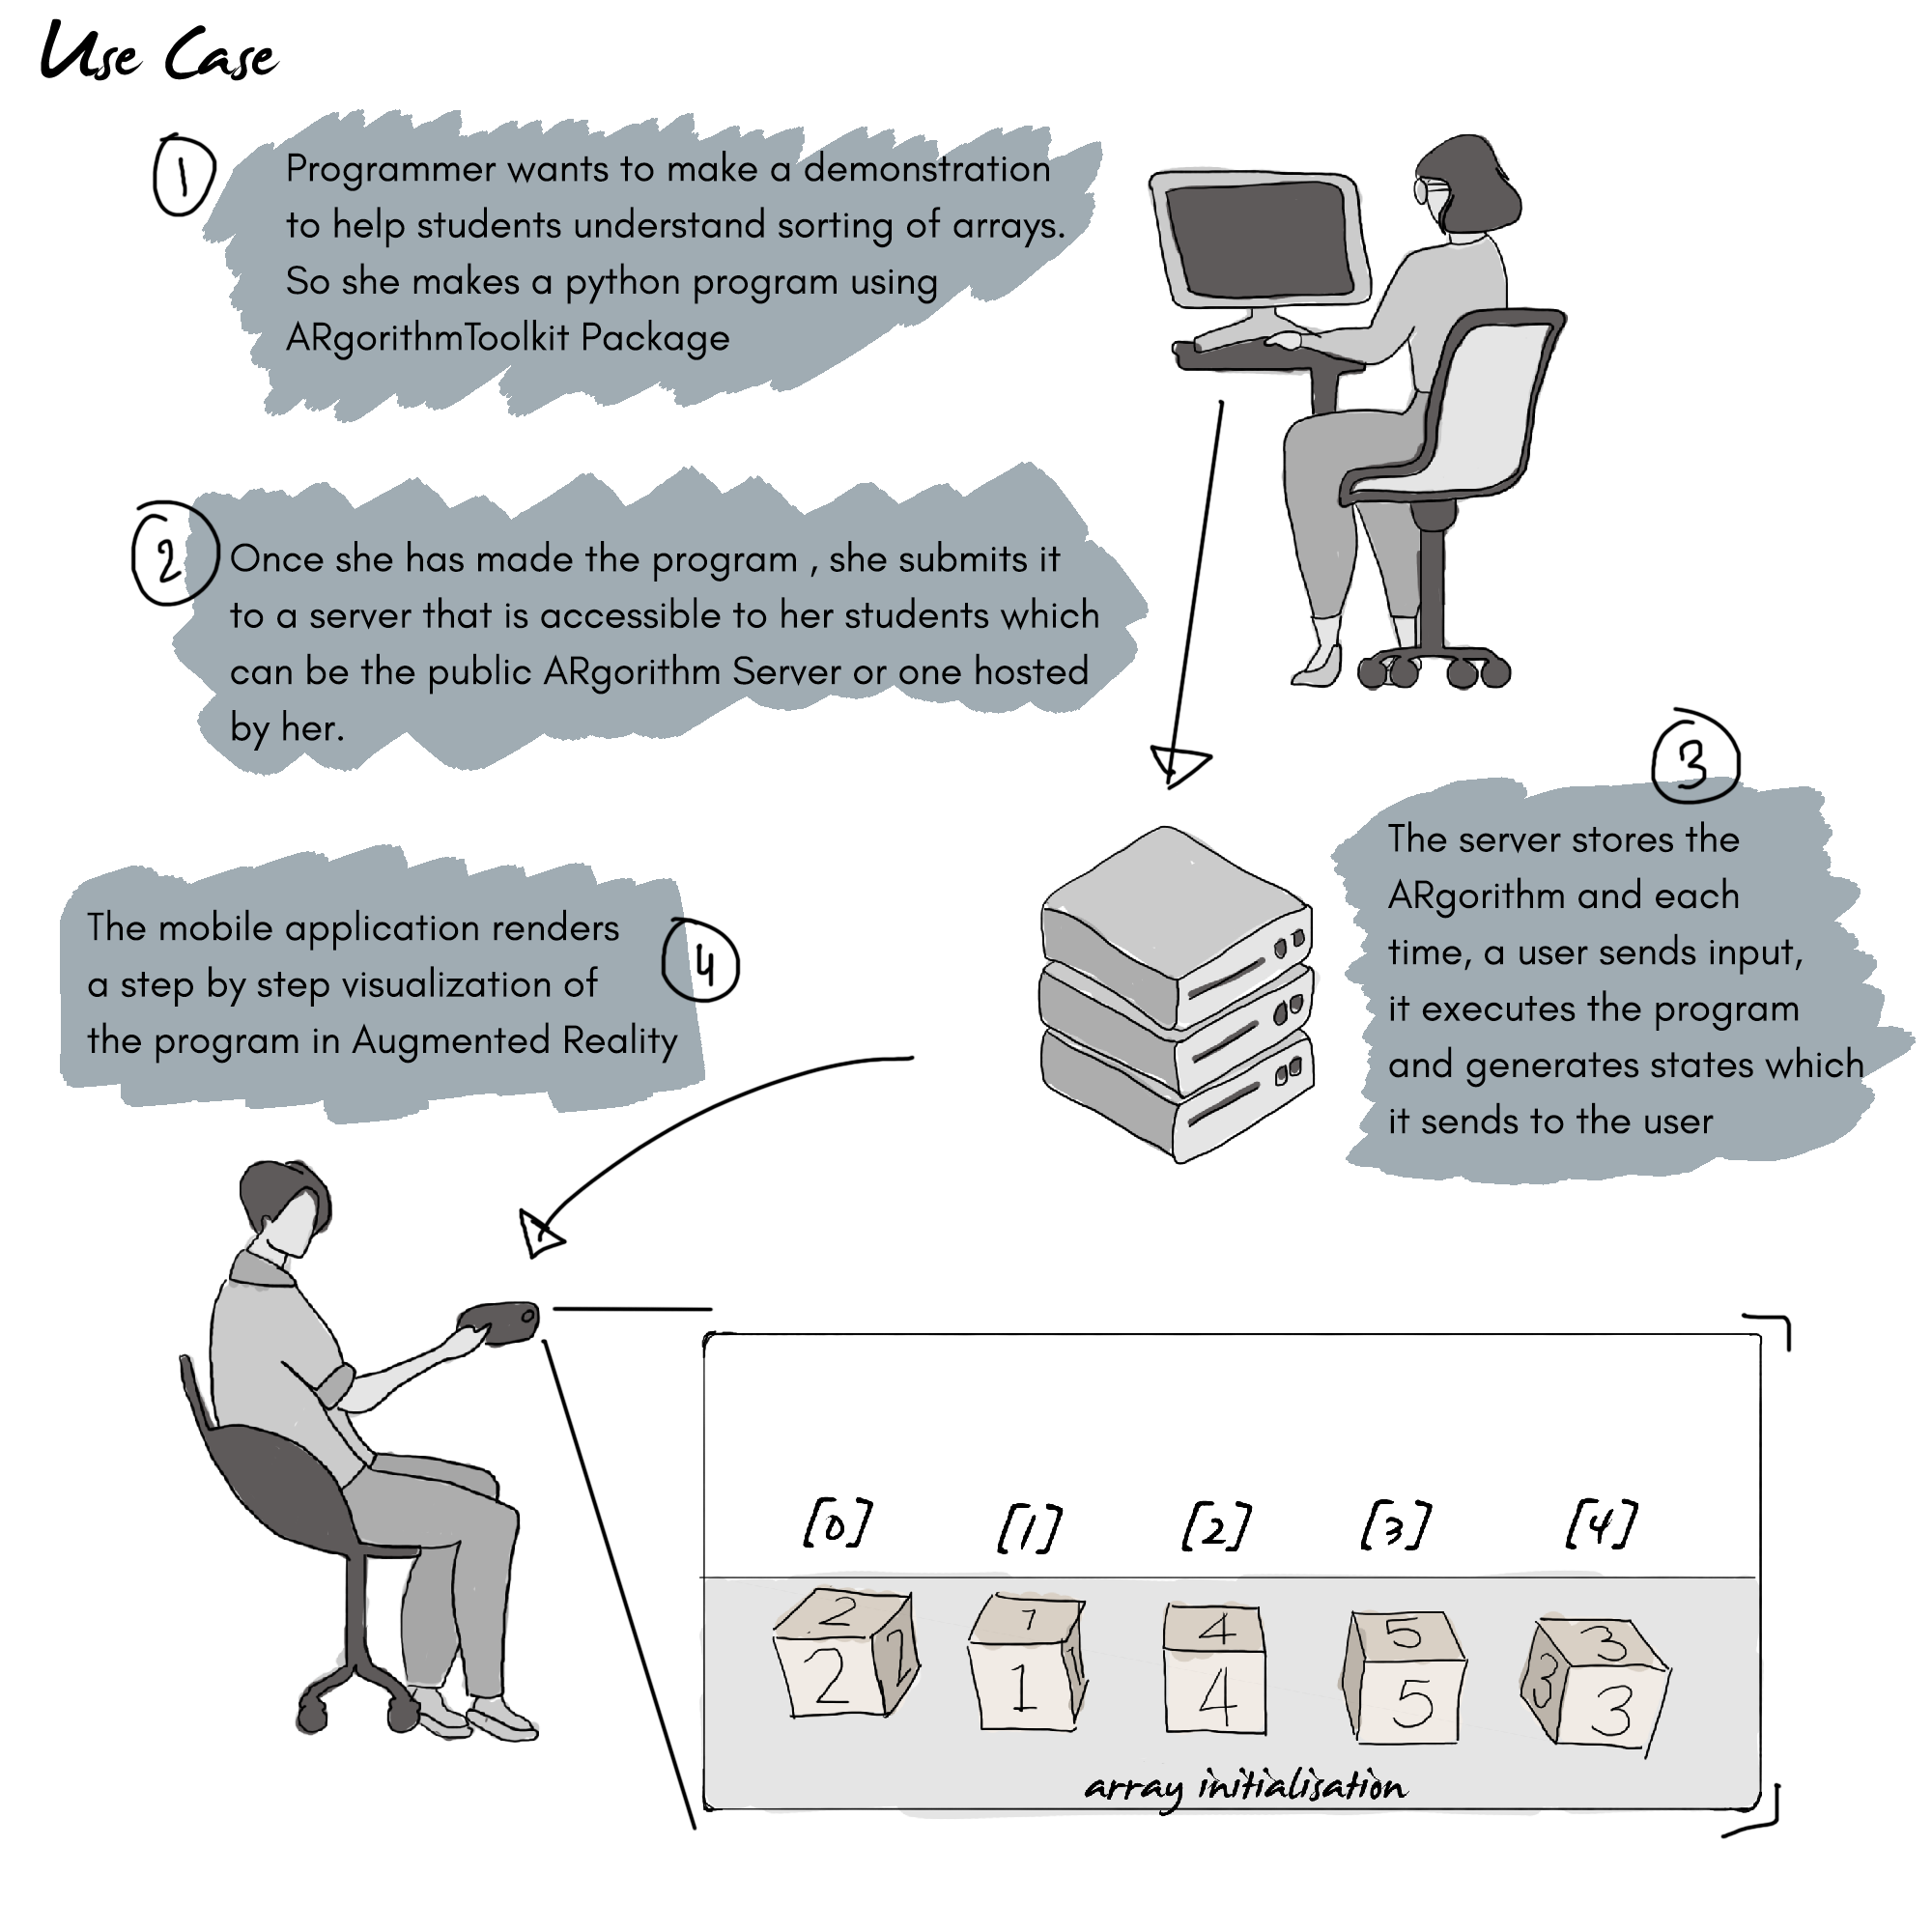 Use Case
1
Programmer wants to make a demonstration
to help students understand sorting of arrays.
So she makes a python program using
ARgorithmToolkit Package
2
Once she has made the program , she submits it
to a server that is accessible to her students which
can be the public ARgorithm Server or one hosted
by her.
3
The server stores the
ARgorithm and each
time, a user sends input,
it executes the program
and generates states which
it sends to the user
4
The mobile application renders
a step by step visualization of
the program in Augmented Reality
[0] [1] [2] [3] [4]
2 1 4 5 3
2 2 1 1 4 5 3 3
array initialisation